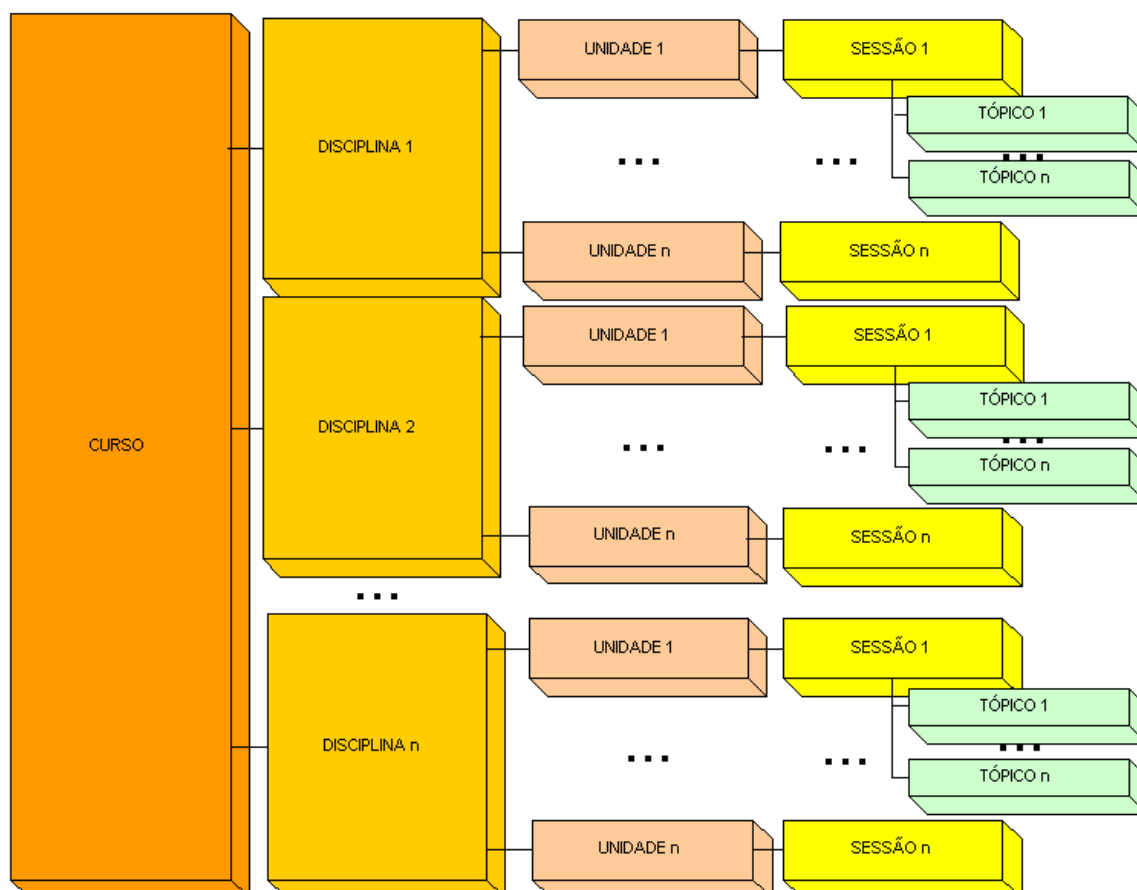 CURSO
DISCIPLINA 1
UNIDADE 1
SESSÃO 1
TÓPICO 1
...
TÓPICO n
...
...
UNIDADE n
SESSÃO n
DISCIPLINA 2
UNIDADE 1
SESSÃO 1
TÓPICO 1
...
TÓPICO n
...
...
UNIDADE n
SESSÃO n
...
DISCIPLINA n
UNIDADE 1
SESSÃO 1
TÓPICO 1
...
TÓPICO n
...
...
UNIDADE n
SESSÃO n